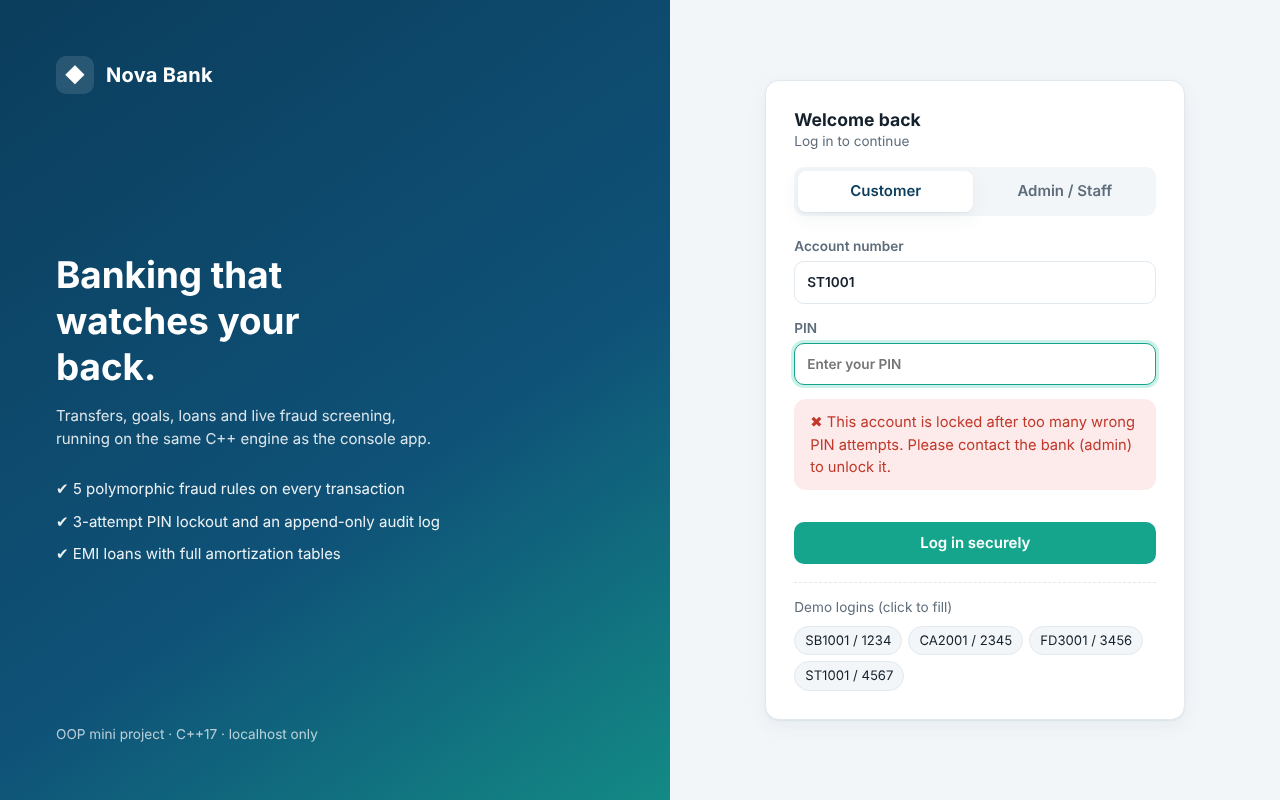 Nova Bank
Banking that
watches your
back.
Transfers, goals, loans and live fraud screening,
running on the same C++ engine as the console app.
✔ 5 polymorphic fraud rules on every transaction
✔ 3-attempt PIN lockout and an append-only audit log
✔ EMI loans with full amortization tables
OOP mini project · C++17 · localhost only
Welcome back
Log in to continue
Customer
Admin / Staff
Account number
ST1001
PIN
Enter your PIN
✖ This account is locked after too many wrong
PIN attempts. Please contact the bank (admin)
to unlock it.
Log in securely
Demo logins (click to fill)
SB1001 / 1234
CA2001 / 2345
FD3001 / 3456
ST1001 / 4567